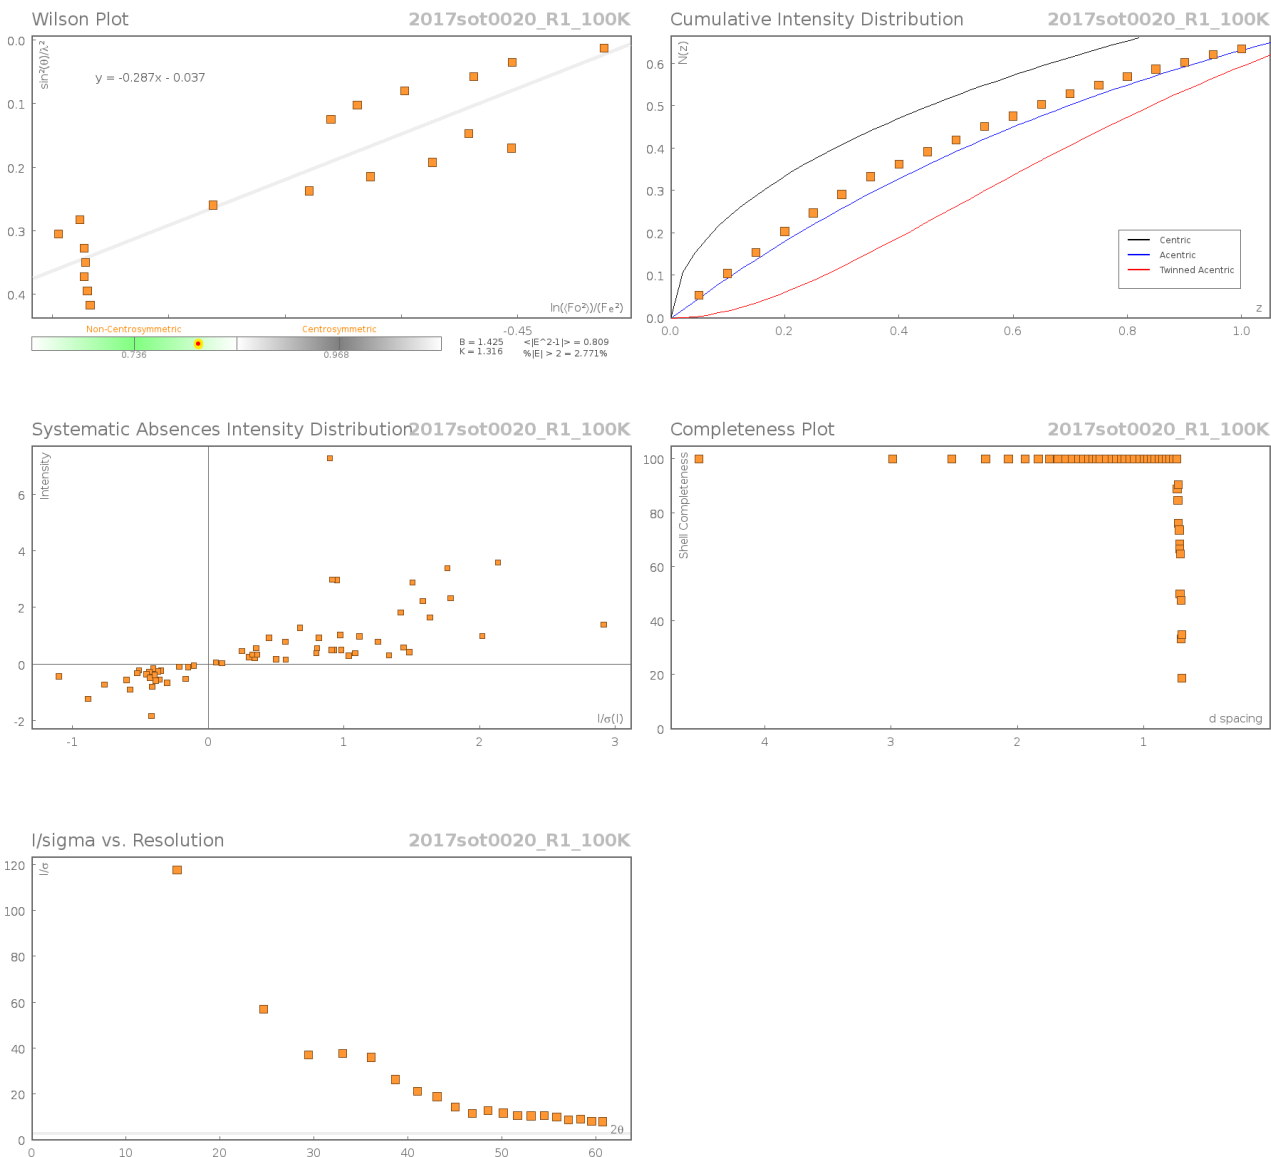 Wilson Plot
2017sot0020_R1_100K
0.0
0.1
0.2
0.3
0.4
sin²(θ)/λ²
y = -0.287x - 0.037
ln(⟨Fo²⟩)/(Fe²)
-0.45
Non-Centrosymmetric
Centrosymmetric
0.736
0.968
B = 1.425
K = 1.316
<|E^2-1|> = 0.809
%|E| > 2 = 2.771%
Cumulative Intensity Distribution
2017sot0020_R1_100K
N(z)
0.6
0.5
0.4
0.3
0.2
0.1
0.0
Centric
Acentric
Twinned Acentric
z
0.0
0.2
0.4
0.6
0.8
1.0
Systematic Absences Intensity Distribution
2017sot0020_R1_100K
Intensity
6
4
2
0
-2
I/σ(I)
-1
0
1
2
3
Completeness Plot
2017sot0020_R1_100K
Shell Completeness
100
80
60
40
20
0
d spacing
4
3
2
1
I/sigma vs. Resolution
2017sot0020_R1_100K
I/σ
120
100
80
60
40
20
0
2θ
0
10
20
30
40
50
60